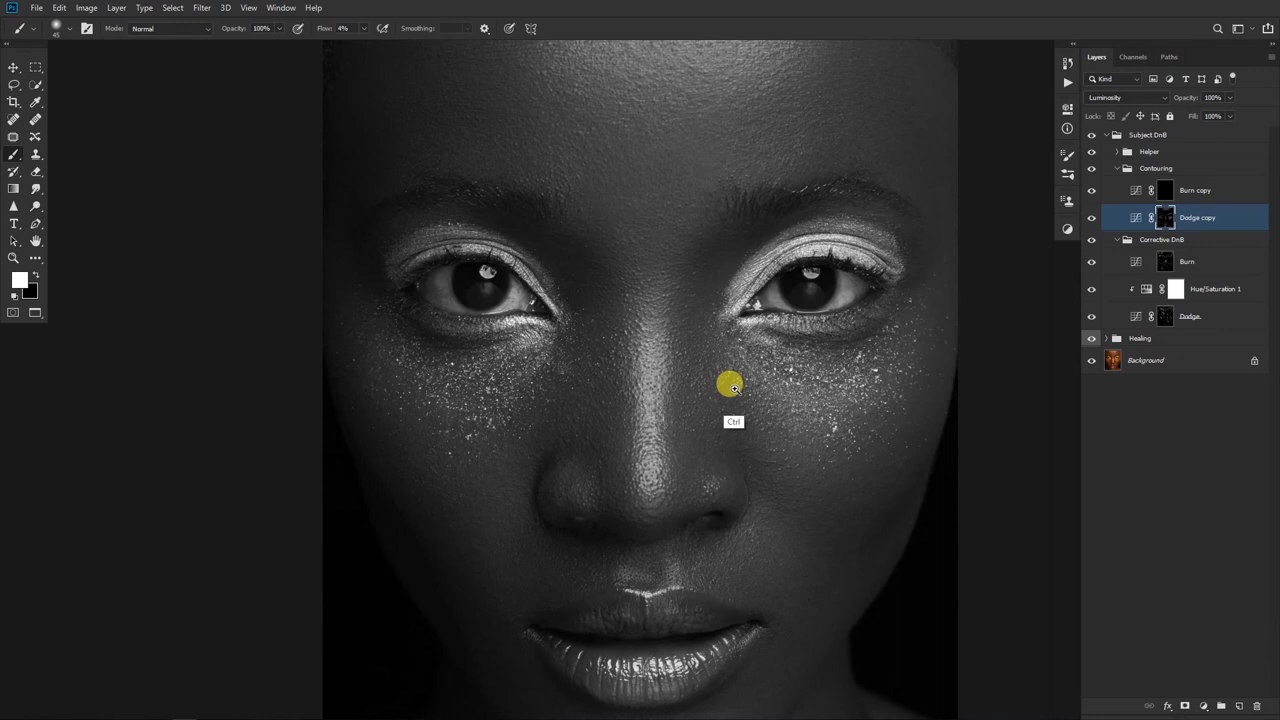 Ps File Edit Image Layer Type Select Filter 3D View Window Help
45 Mode: Normal Opacity: 100% Flow: 4% Smoothing:
Layers Channels Paths
Kind
Luminosity Opacity: 100%
Lock: Fill: 100%
Subject DnB
Helper
Contouring
Burn copy
Dodge copy
Corrective DnB
Burn
Hue/Saturation 1
Dodge
Healing
Background
Ctrl